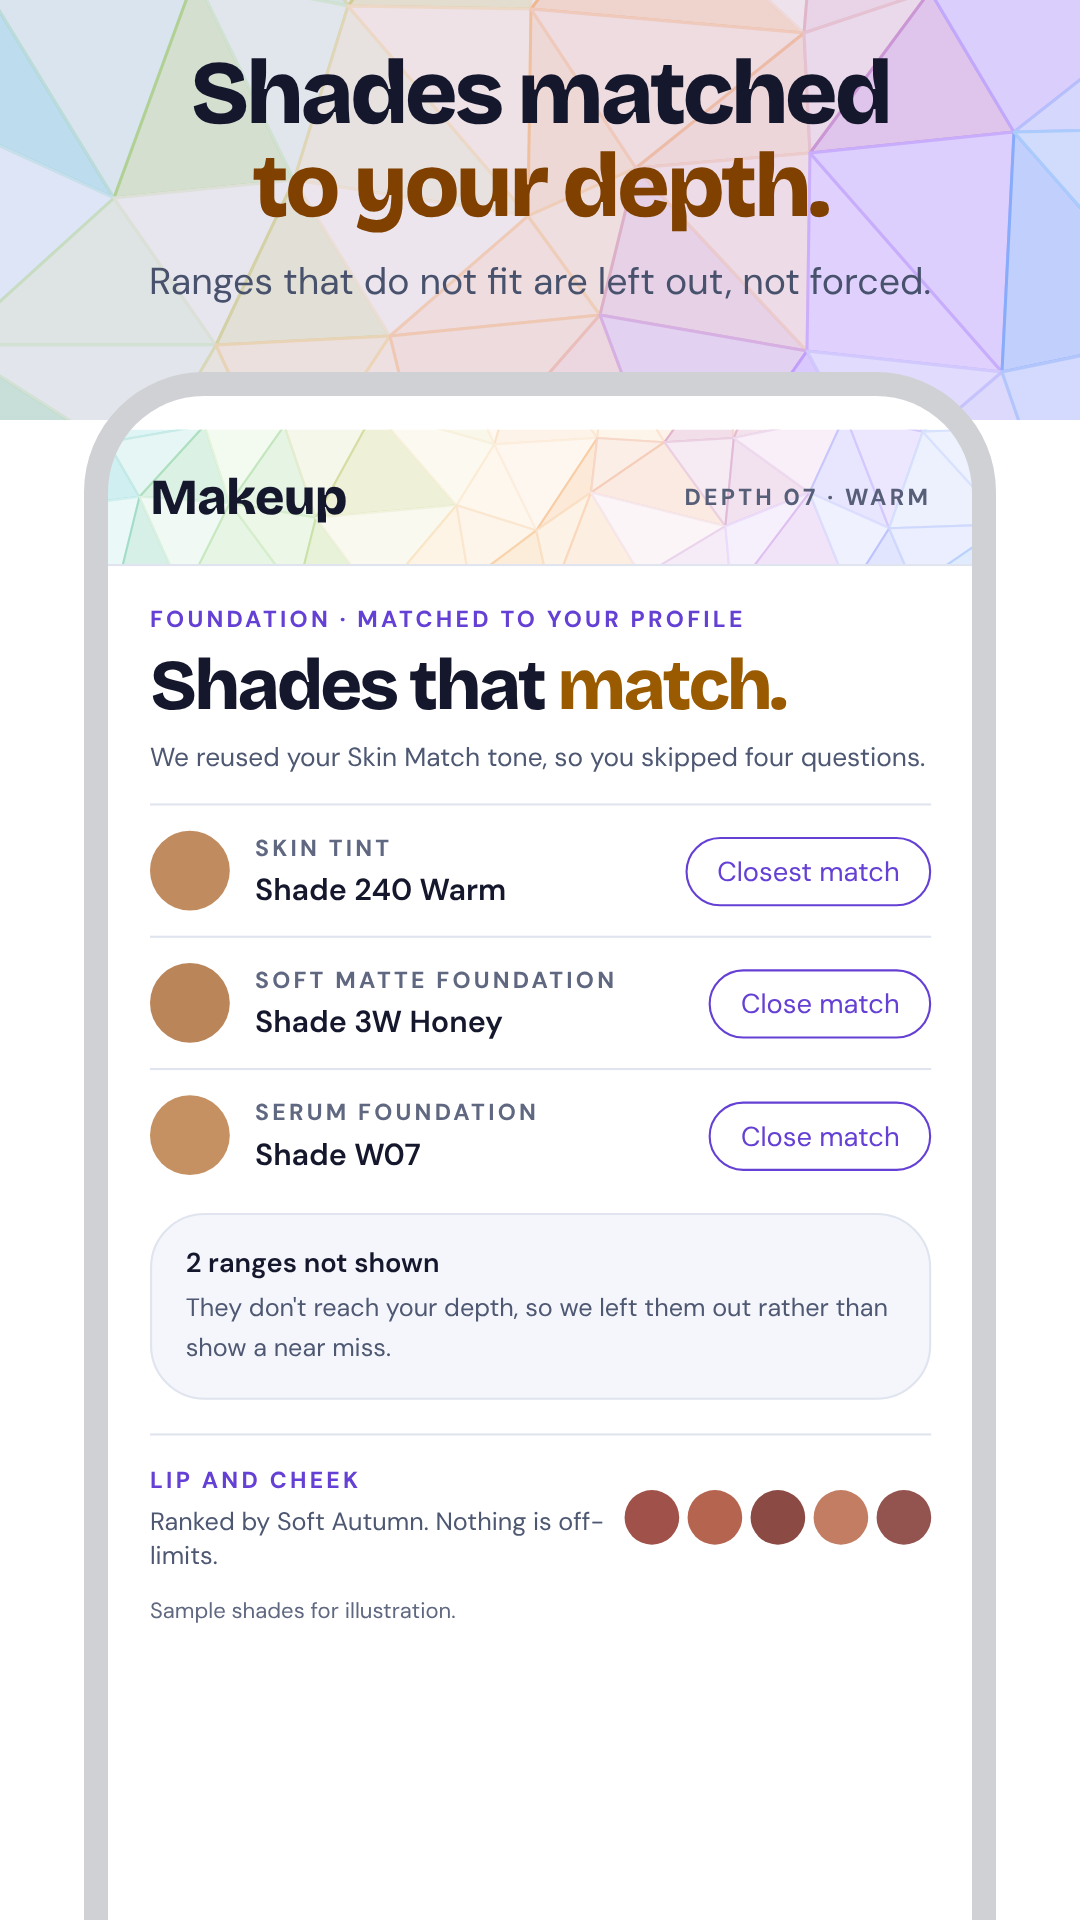 Shades matched
to your depth.
Ranges that do not fit are left out, not forced.
Makeup
DEPTH 07 · WARM
FOUNDATION · MATCHED TO YOUR PROFILE
Shades that match.
We reused your Skin Match tone, so you skipped four questions.
SKIN TINT
Shade 240 Warm
Closest match
SOFT MATTE FOUNDATION
Shade 3W Honey
Close match
SERUM FOUNDATION
Shade W07
Close match
2 ranges not shown
They don't reach your depth, so we left them out rather than
show a near miss.
LIP AND CHEEK
Ranked by Soft Autumn. Nothing is off-
limits.
Sample shades for illustration.